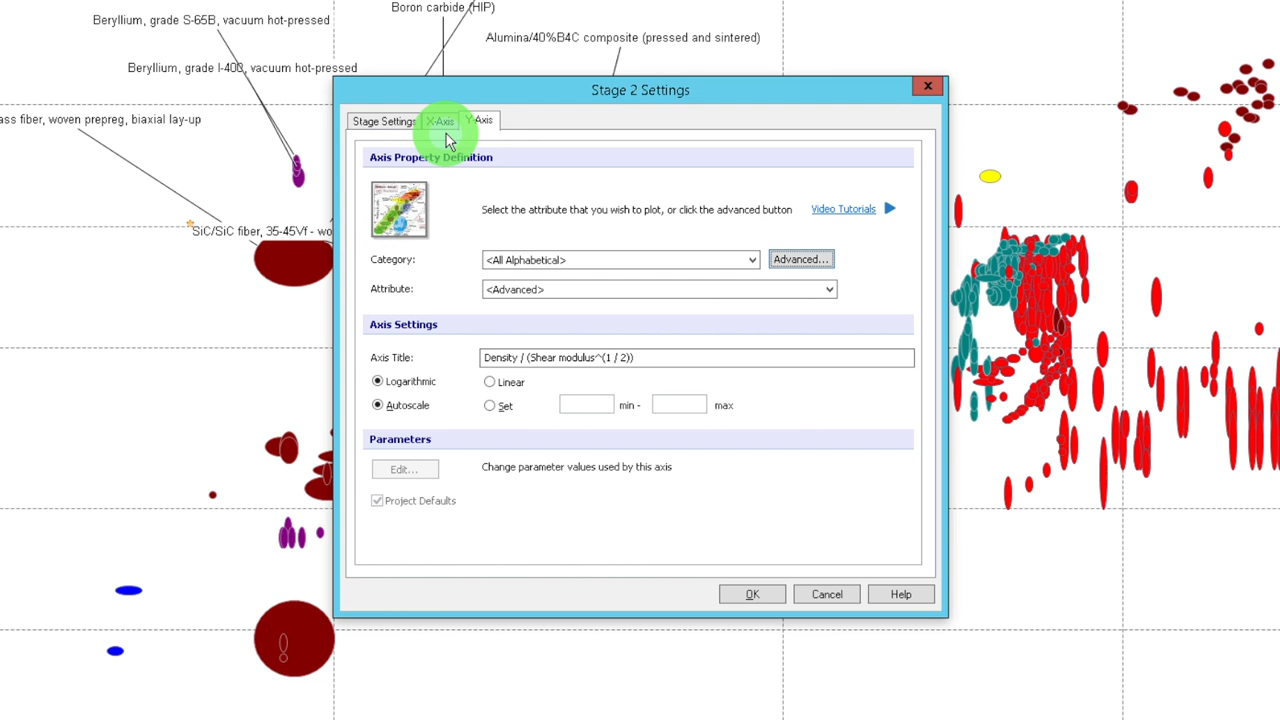 Boron carbide (HIP)
Beryllium, grade S-65B, vacuum hot-pressed
Alumina/40%B4C composite (pressed and sintered)
Beryllium, grade I-400, vacuum hot-pressed
ass fiber, woven prepreg, biaxial lay-up
SiC/SiC fiber, 35-45Vf - wo
Stage 2 Settings
x
Stage Settings
X-Axis
Y-Axis
Axis Property Definition
Select the attribute that you wish to plot, or click the advanced button
Video Tutorials
Category:
<All Alphabetical>
Advanced...
Attribute:
<Advanced>
Axis Settings
Axis Title:
Density / (Shear modulus^(1 / 2))
Logarithmic
Linear
Autoscale
Set
min -
max
Parameters
Edit...
Change parameter values used by this axis
Project Defaults
OK
Cancel
Help